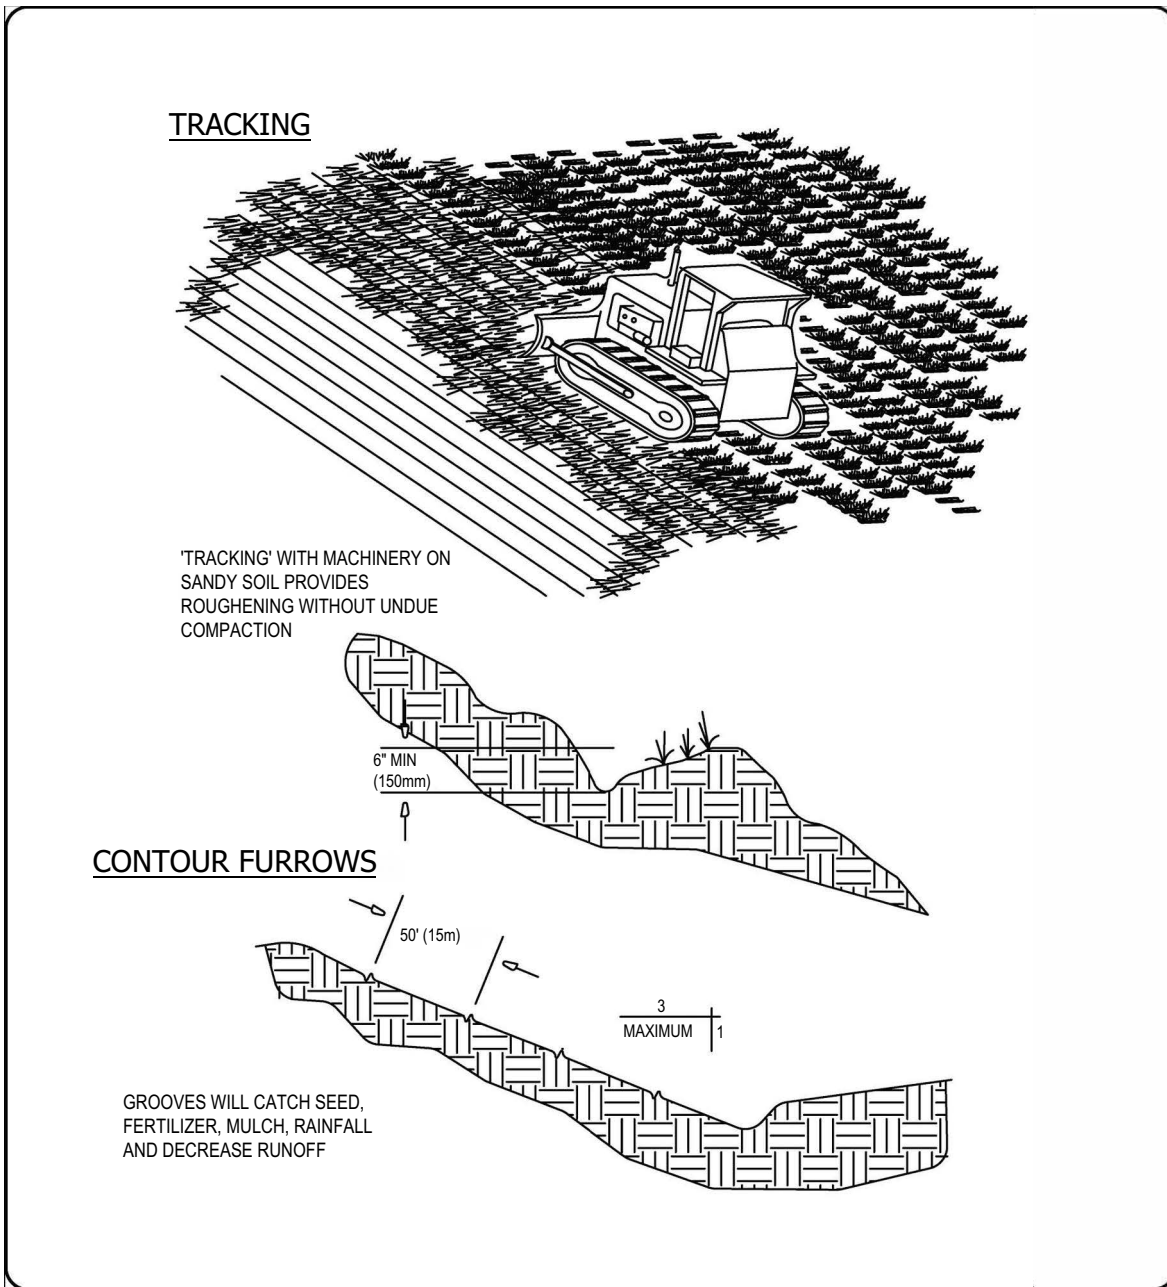 TRACKING
'TRACKING' WITH MACHINERY ON
SANDY SOIL PROVIDES
ROUGHENING WITHOUT UNDUE
COMPACTION
6" MIN
(150mm)
CONTOUR FURROWS
50' (15m)
3
MAXIMUM 1
GROOVES WILL CATCH SEED,
FERTILIZER, MULCH, RAINFALL
AND DECREASE RUNOFF